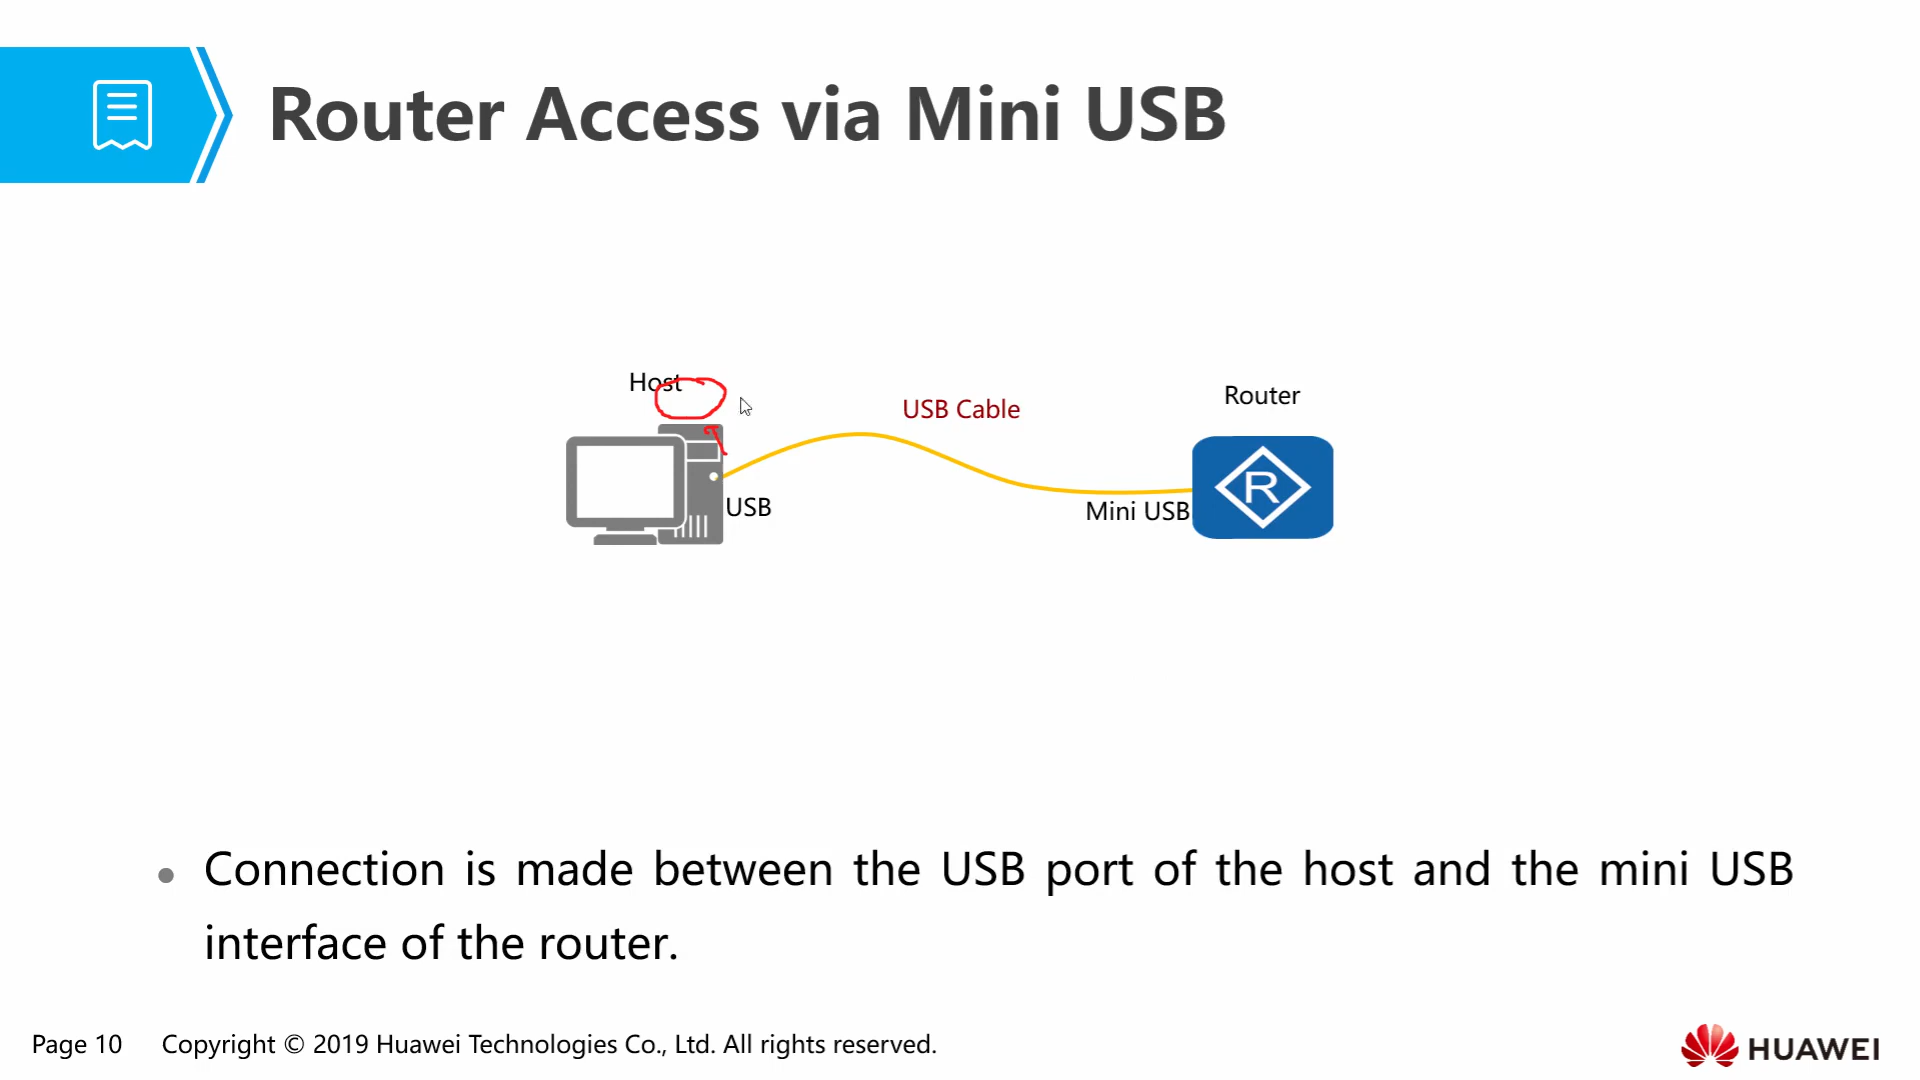 Router Access via Mini USB
Host
Router
USB Cable
R
USB
Mini USB
Connection is made between the USB port of the host and the mini USB
interface of the router.
Page 10 Copyright © 2019 Huawei Technologies Co., Ltd. All rights reserved.
HUAWEI